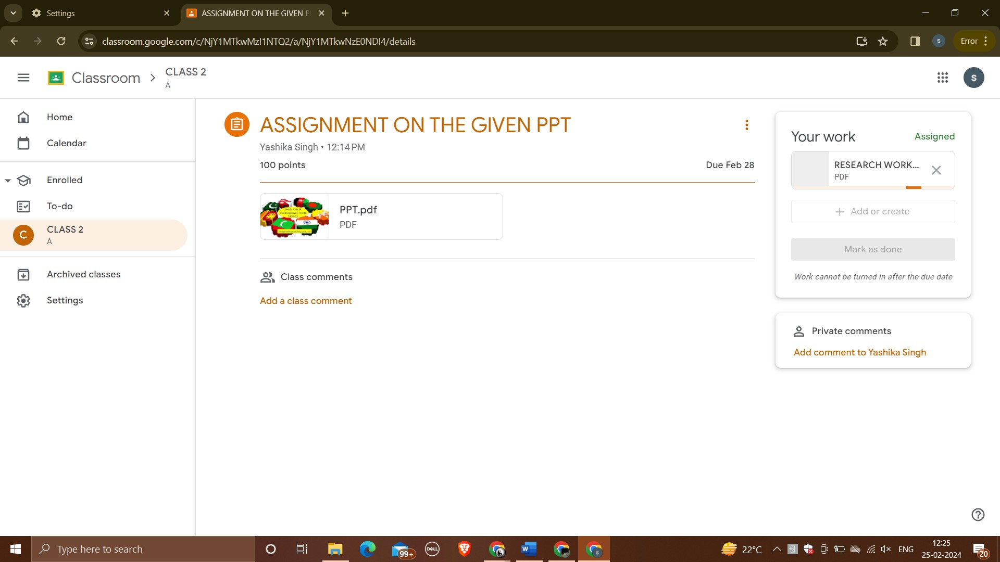 Settings
ASSIGNMENT ON THE GIVEN P
classroom.google.com/c/NjY1MTkwMzI1NTQ2/a/NjY1MTkwNzE0NDI4/details
S
Error
Classroom
CLASS 2
A
S
Home
Calendar
Enrolled
To-do
C
CLASS 2
A
Archived classes
Settings
ASSIGNMENT ON THE GIVEN PPT
Yashika Singh • 12:14 PM
100 points
Due Feb 28
PPT.pdf
PDF
Class comments
Add a class comment
Your work
Assigned
RESEARCH WORK...
PDF
Add or create
Mark as done
Work cannot be turned in after the due date
Private comments
Add comment to Yashika Singh
Type here to search
99+
DELL
W
S
22°C
ENG
12:25
25-02-2024
20